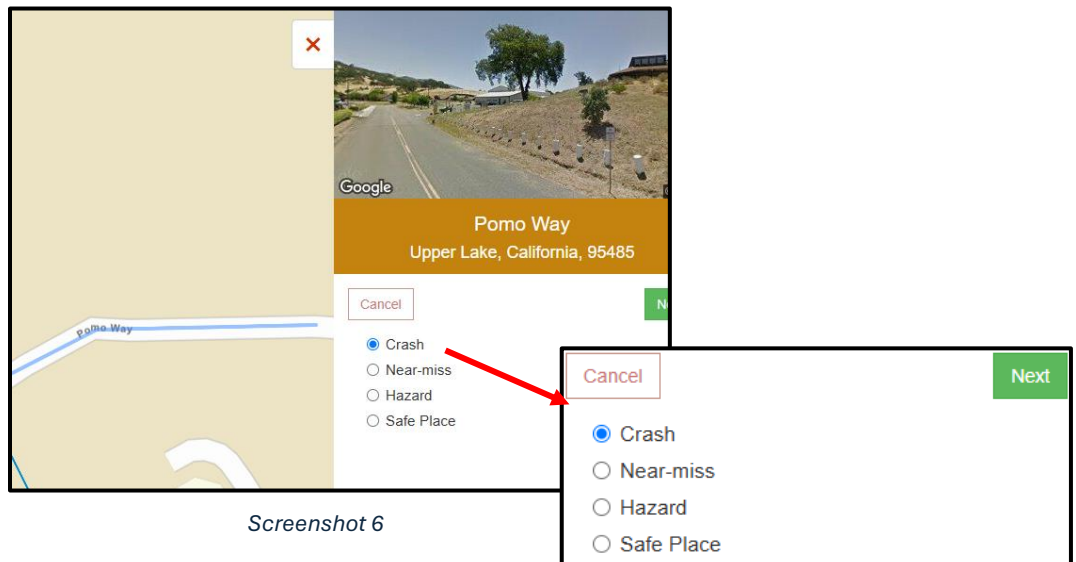 ×
Google
Pomo Way
Upper Lake, California, 95485
Cancel
Pomo Way
Crash
Near-miss
Hazard
Safe Place
Cancel
Next
Crash
Near-miss
Hazard
Safe Place
Screenshot 6